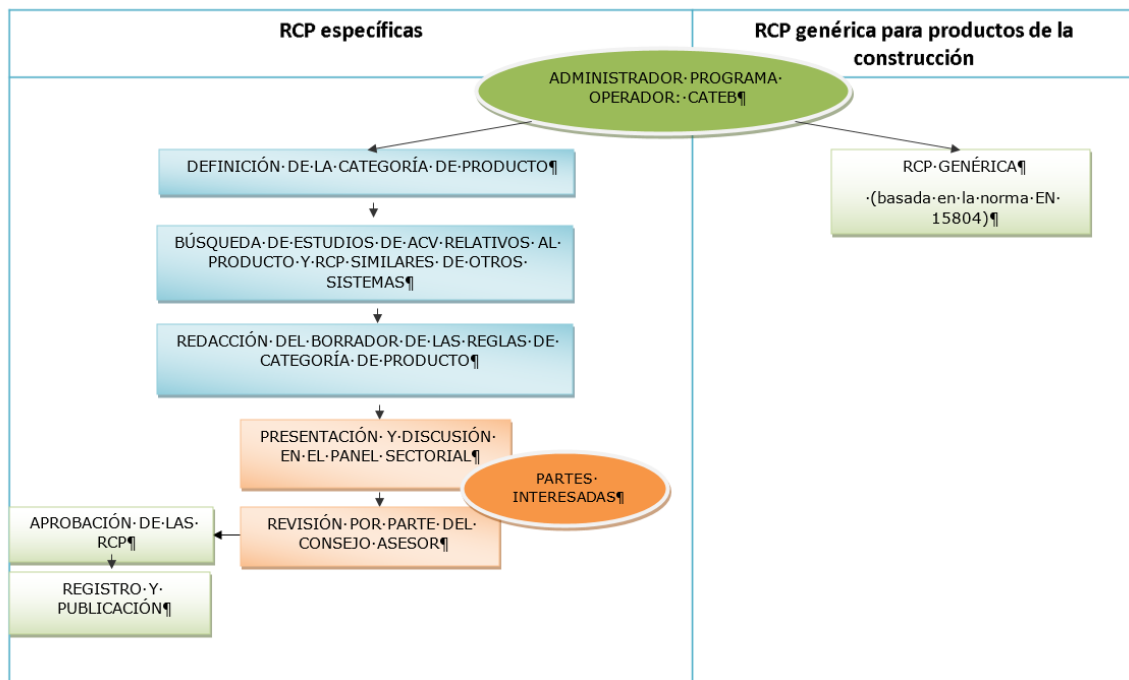 RCP específicas
RCP genérica para productos de la
construcción
ADMINISTRADOR·PROGRAMA·
OPERADOR:·CATEB¶
DEFINICIÓN·DE·LA·CATEGORÍA·DE·PRODUCTO¶
RCP·GENÉRICA¶
·(basada·en·la·norma·EN·
15804)¶
BÚSQUEDA·DE·ESTUDIOS·DE·ACV·RELATIVOS·AL·
PRODUCTO·Y·RCP·SIMILARES·DE·OTROS·
SISTEMAS¶
REDACCIÓN·DEL·BORRADOR·DE·LAS·REGLAS·DE·
CATEGORÍA·DE·PRODUCTO¶
PRESENTACIÓN·Y·DISCUSIÓN·
EN·EL·PANEL·SECTORIAL¶
PARTES·
INTERESADAS¶
REVISIÓN·POR·PARTE·DEL·
CONSEJO·ASESOR¶
APROBACIÓN·DE·LAS·
RCP¶
REGISTRO·Y·
PUBLICACIÓN¶